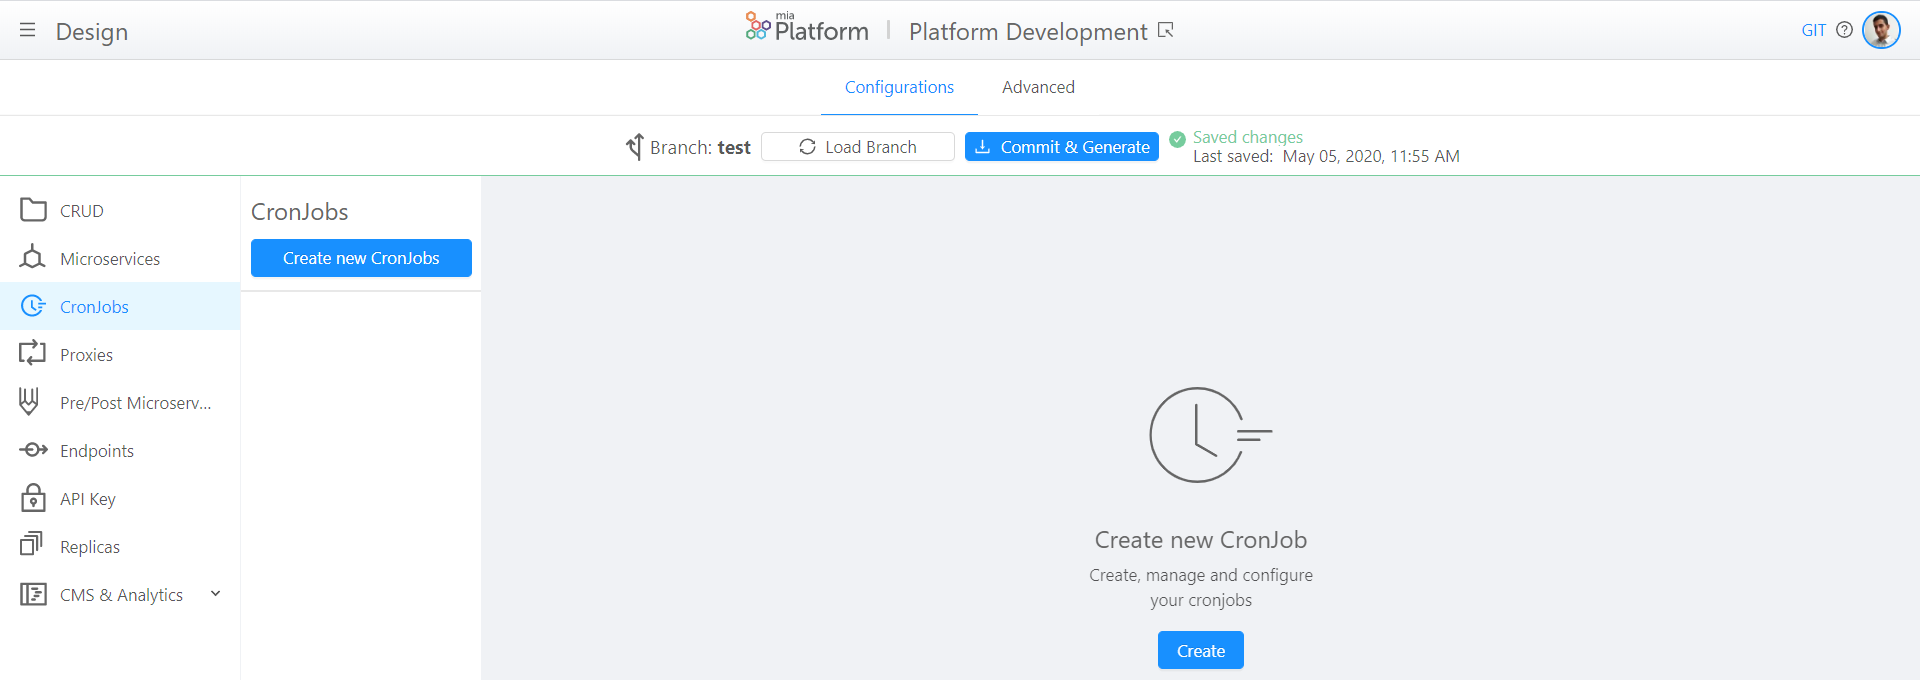 Design
mia
Platform
Platform Development
GIT
Configurations
Advanced
Branch: test
Load Branch
Commit & Generate
Saved changes
Last saved: May 05, 2020, 11:55 AM
CRUD
Microservices
CronJobs
Proxies
Pre/Post Microserv...
Endpoints
API Key
Replicas
CMS & Analytics
CronJobs
Create new CronJobs
Create new CronJob
Create, manage and configure
your cronjobs
Create